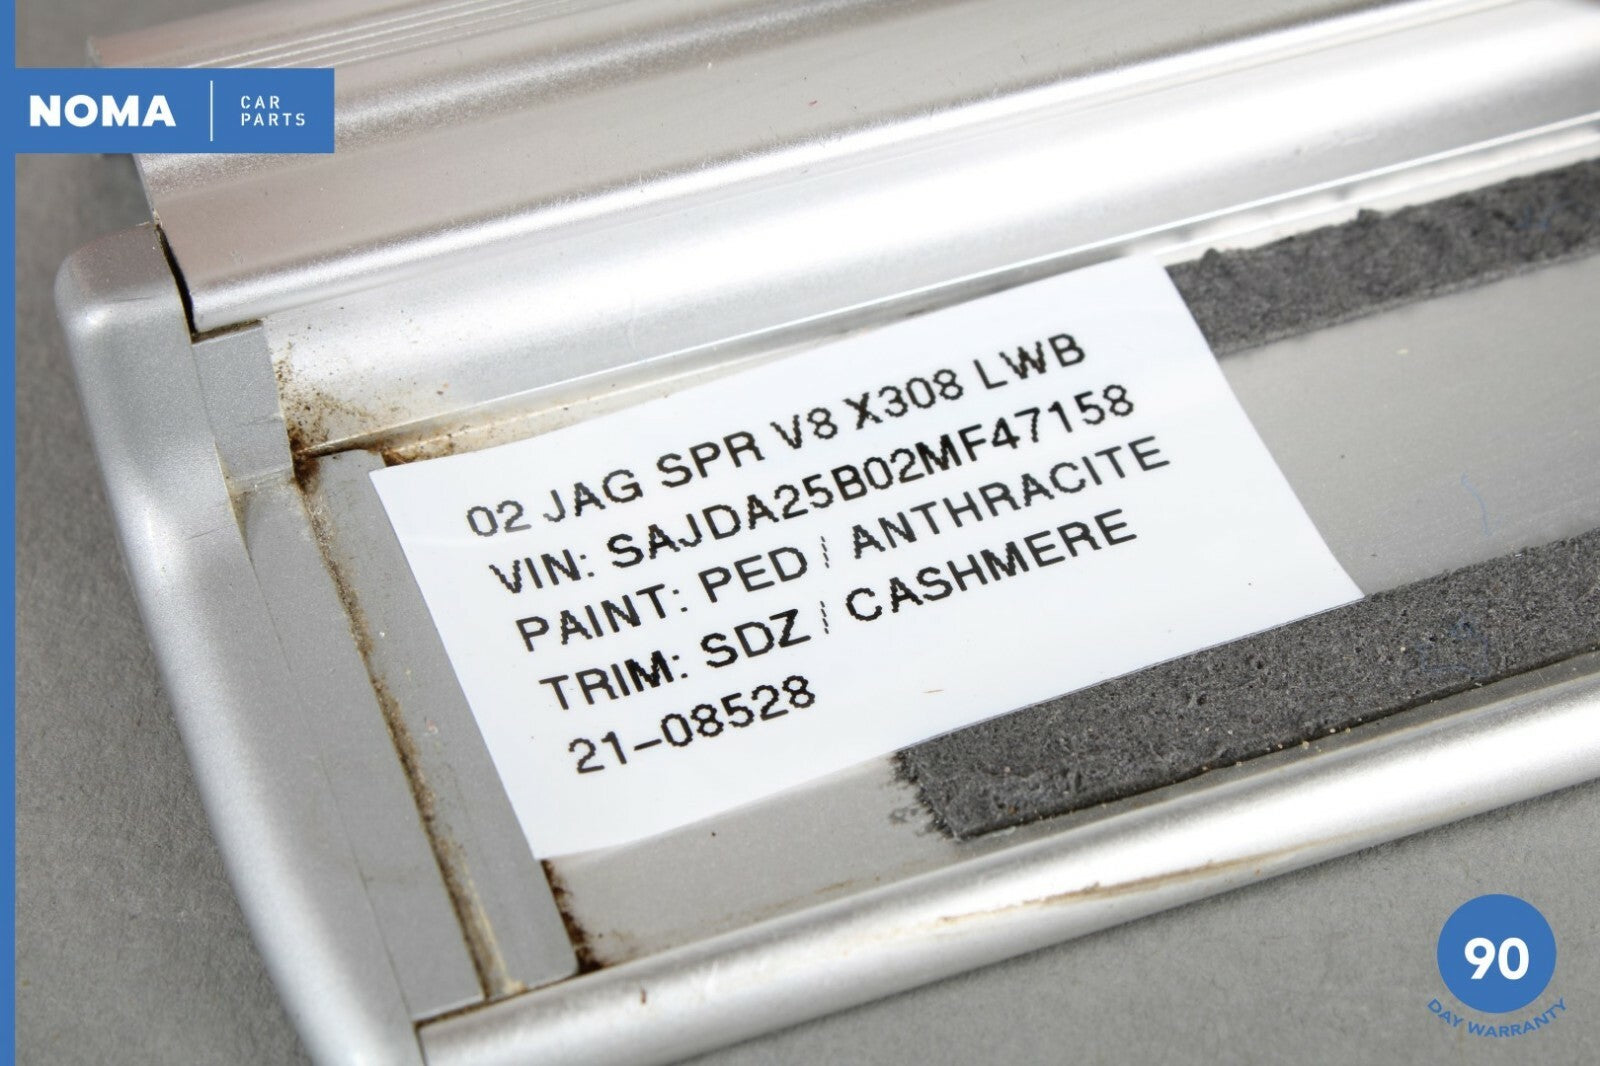 NOMA CAR PARTS
02 JAG SPR V8 X308 LWB
VIN: SAJDA25B02MF47158
PAINT: PED / ANTHRACITE
TRIM: SDZ / CASHMERE
21-08528
90
DAY WARRANTY